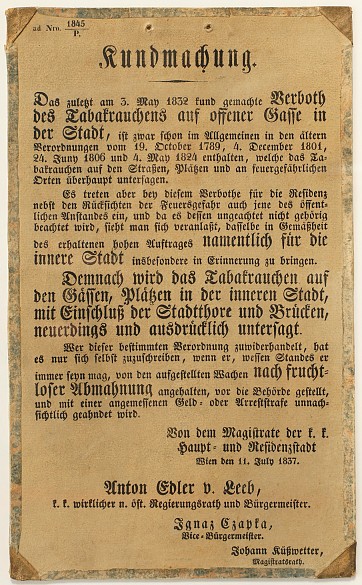 ad Nrn. 1845/P.
Kundmachung.
Das zuletzt am 3. May 1832 kund gemachte Verboth
des Tabakrauchens auf offener Gasse in
der Stadt, ist zwar schon im Allgemeinen in den ältern
Verordnungen vom 19. October 1789, 4. December 1801,
24. Juny 1806 und 4. May 1824 enthalten, welche das Ta-
bakrauchen auf den Straßen, Plätzen und an feuergefährlichen
Orten überhaupt untersagen.
Es treten aber bey diesem Verbothe für die Residenz
nebst den Rücksichten der Feuersgefahr auch jene des öffent-
lichen Anstandes ein, und da es dessen ungeachtet nicht gehörig
beachtet wird, sieht man sich veranlaßt, dasselbe in Gemäßheit
des erhaltenen hohen Auftrages namentlich für die
innere Stadt insbesondere in Erinnerung zu bringen.
Demnach wird das Tabakrauchen auf
den Gässen, Plätzen in der inneren Stadt,
mit Einschluß der Stadtthore und Brücken,
neuerdings und ausdrücklich untersagt.
Wer dieser bestimmten Verordnung zuwiderhandelt, hat
es nur sich selbst zuzuschreiben, wenn er, wessen Standes er
immer seyn mag, von den aufgestellten Wachen nach frucht-
loser Abmahnung angehalten, vor die Behörde gestellt,
und mit einer angemessenen Geld- oder Arreststrafe unnach-
sichtlich geahndet wird.
Von dem Magistrate der k. k.
Haupt- und Residenzstadt
Wien den 11. July 1837.
Anton Edler v. Leeb,
k. k. wirklicher n. öst. Regierungsrath und Bürgermeister.
Ignaz Czapka,
Vice-Bürgermeister.
Johann Küßwetter,
Magistratsrath.